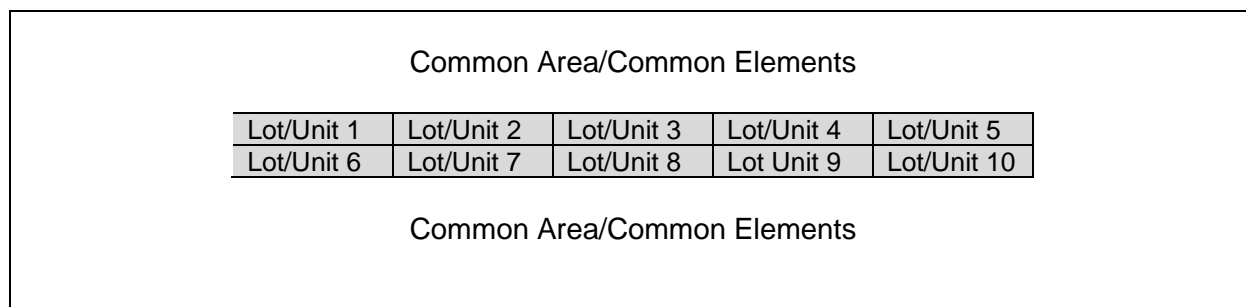 Common Area/Common Elements
Lot/Unit 1 Lot/Unit 2 Lot/Unit 3 Lot/Unit 4 Lot/Unit 5
Lot/Unit 6 Lot/Unit 7 Lot/Unit 8 Lot Unit 9 Lot/Unit 10
Common Area/Common Elements